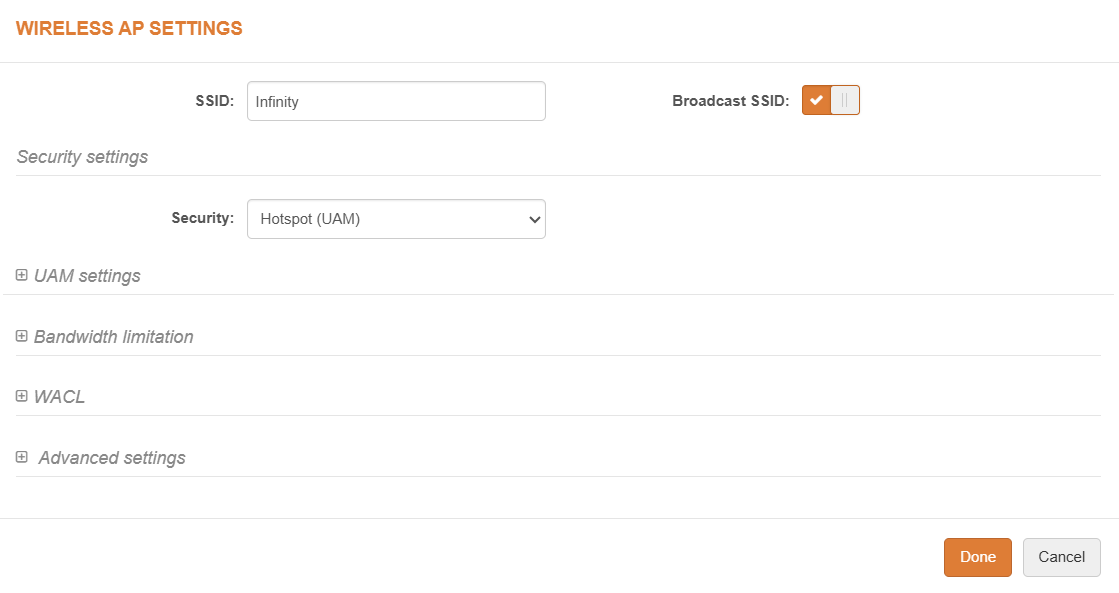 WIRELESS AP SETTINGS
SSID: Infinity Broadcast SSID:
Security settings
Security: Hotspot (UAM)
UAM settings
Bandwidth limitation
WACL
Advanced settings
Done Cancel